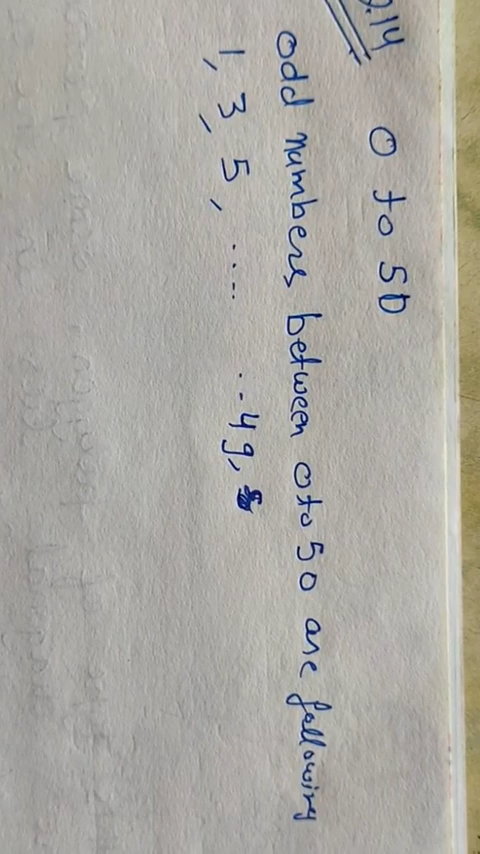 .14 0 to 50
odd numbers between 0 to 50 are following
1, 3, 5, ..... ..49,